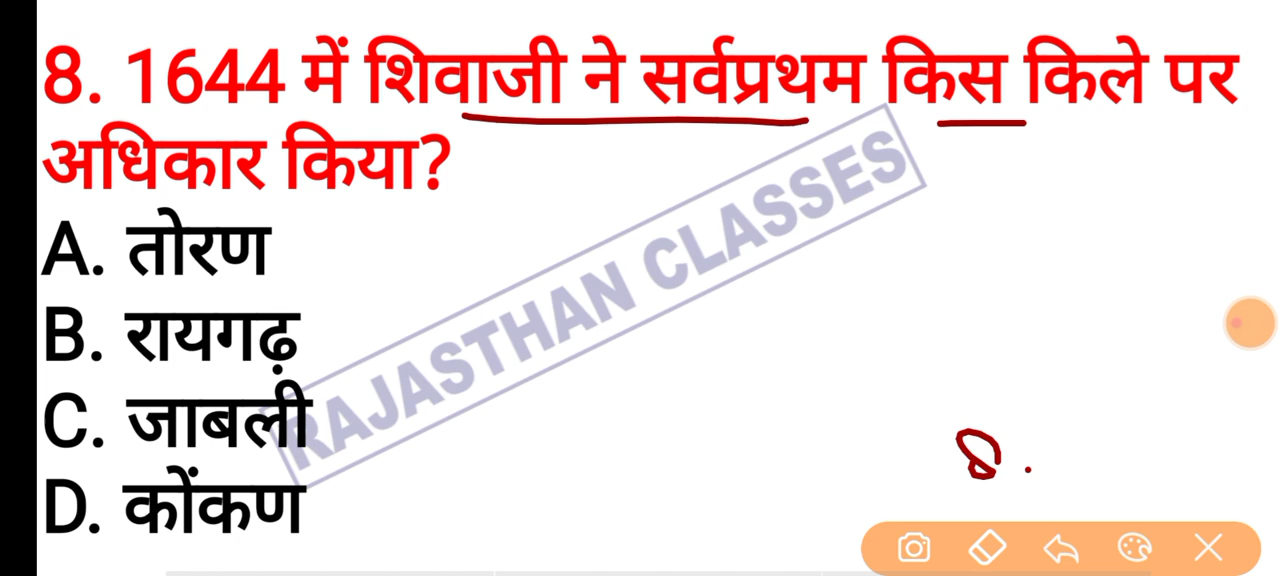 8. 1644 में शिवाजी ने सर्वप्रथम किस किले पर
अधिकार किया?
A. तोरण
B. रायगढ़
C. जाबली
D. कोंकण
RAJASTHAN CLASSES